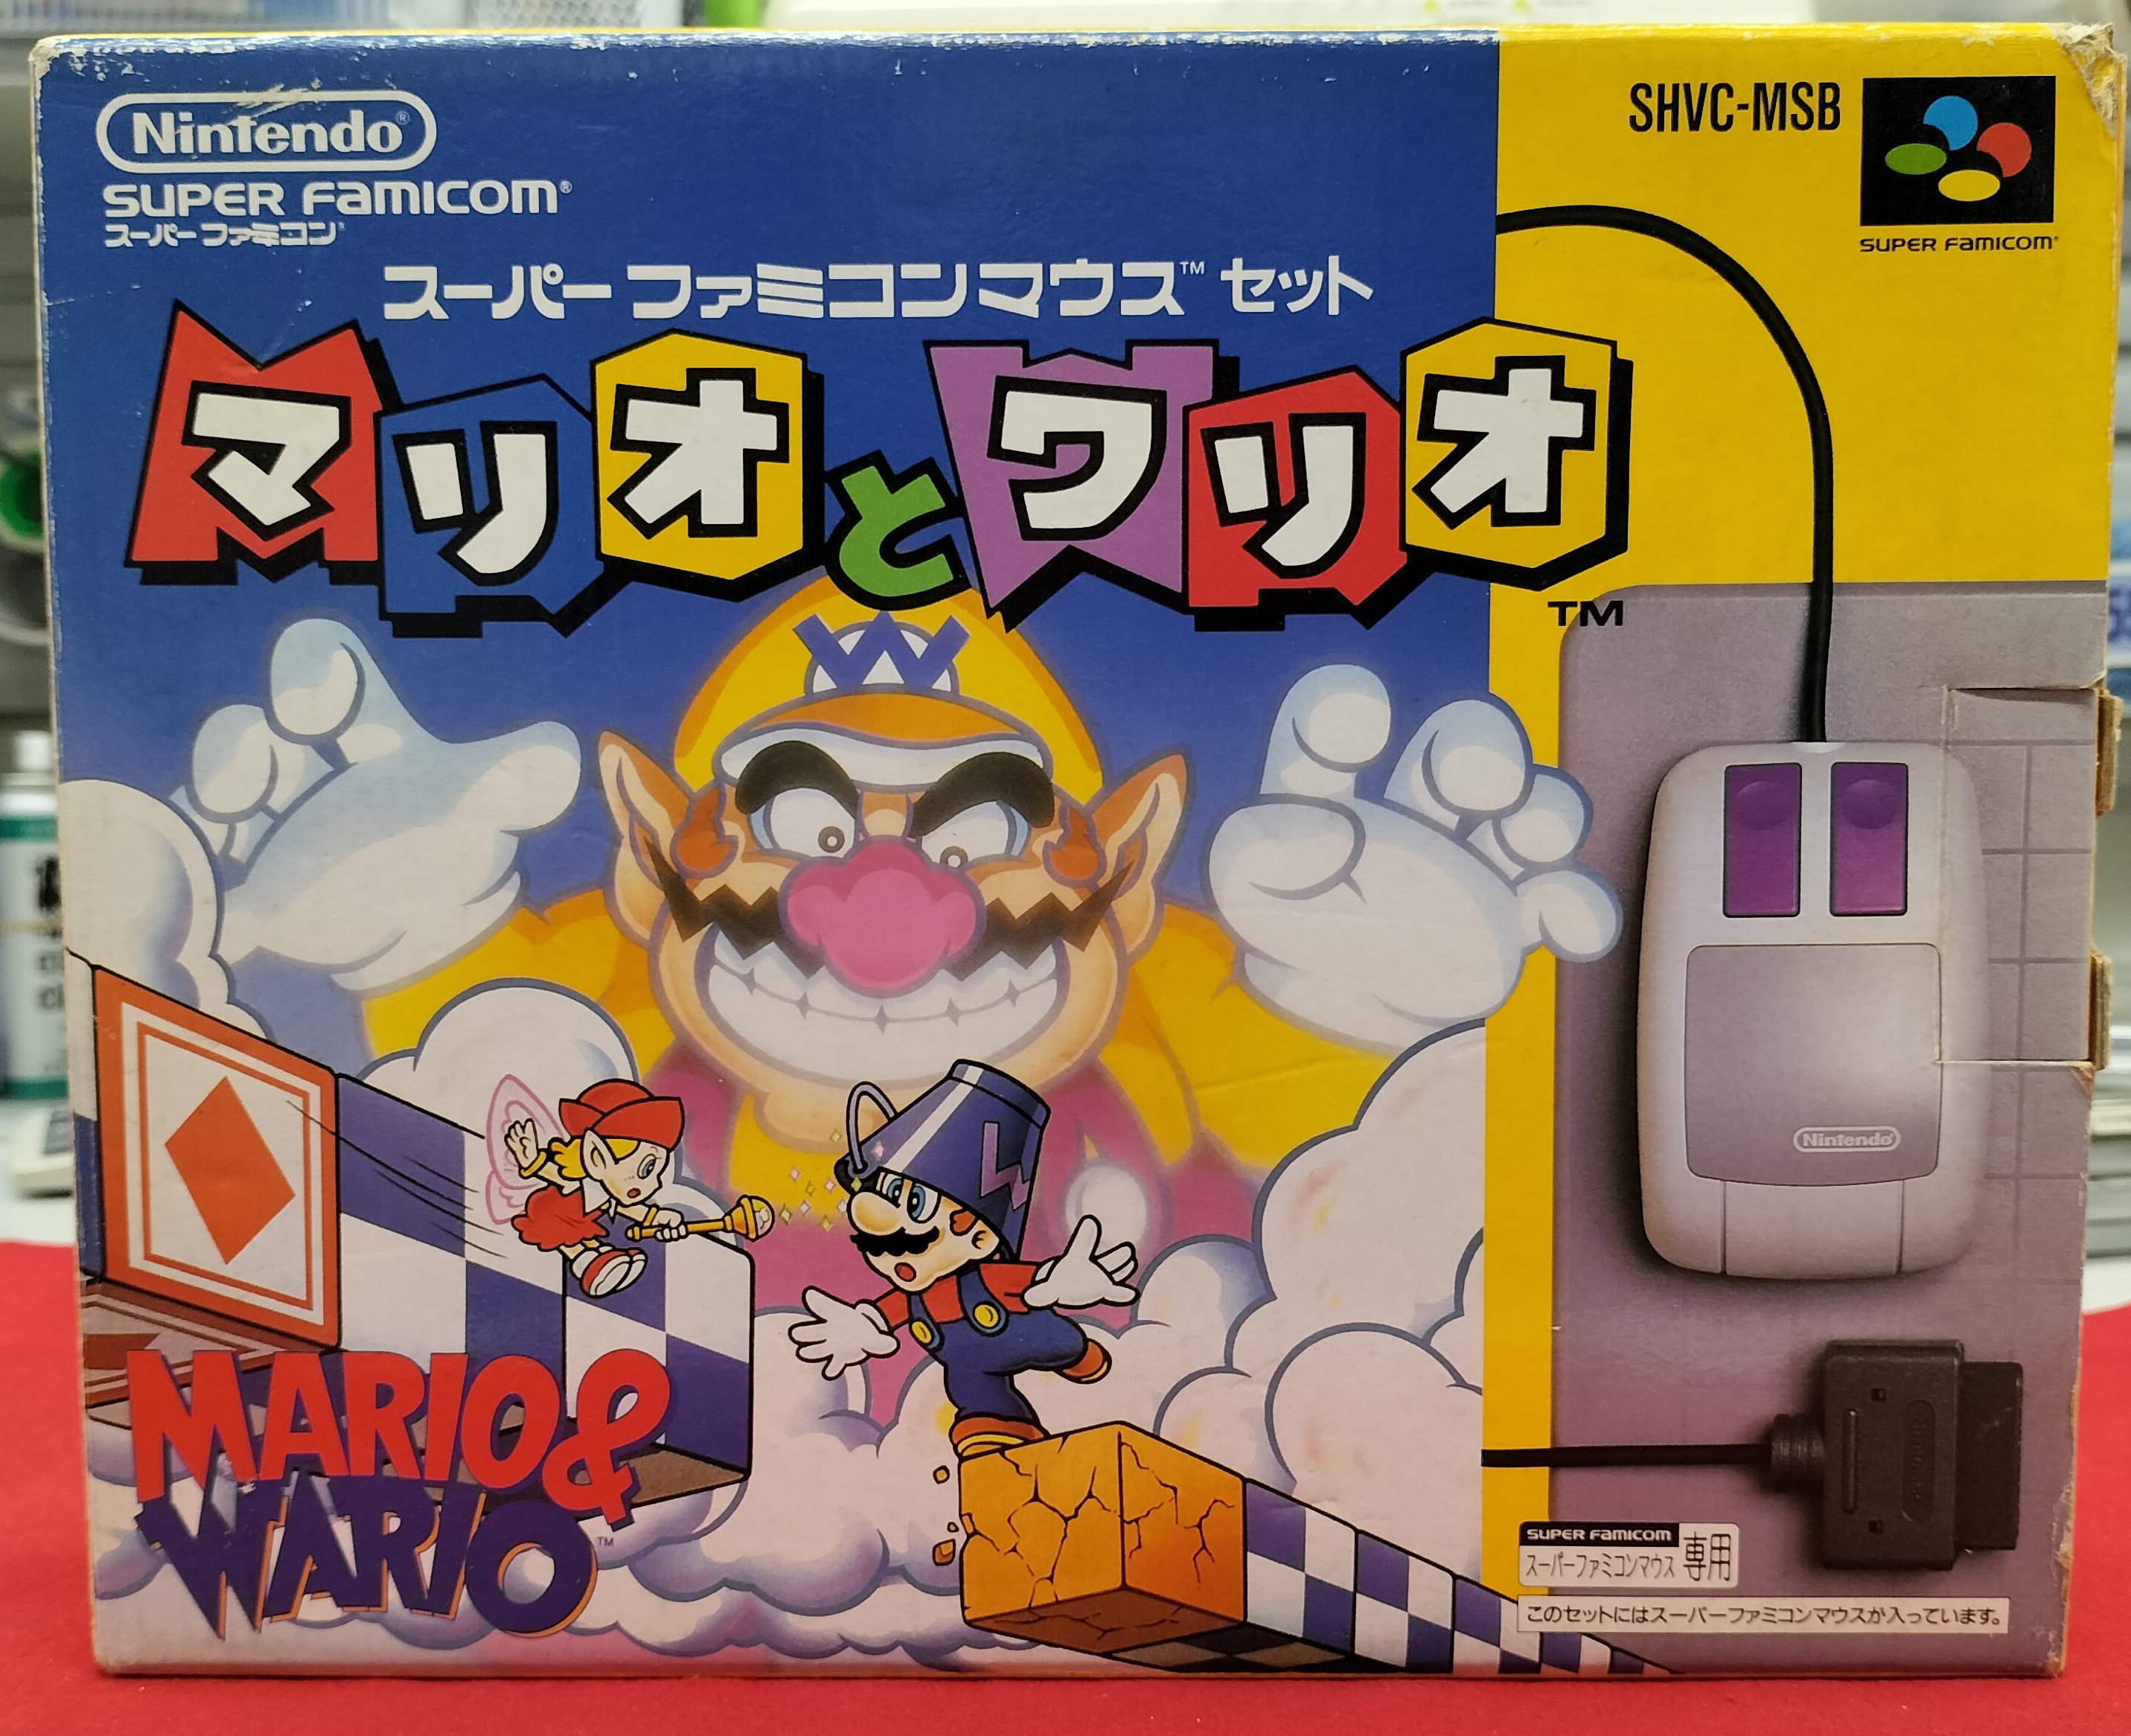 Nintendo®
SUPER FAMICOM®
スーパーファミコン®
SHVC-MSB
SUPER FAMICOM®
スーパーファミコンマウス™セット
マリオとワリオ
TM
W
W
Nintendo
MARIO&
WARIO™
SUPER FAMICOM
スーパーファミコンマウス専用
このセットにはスーパーファミコンマウスが入っています。